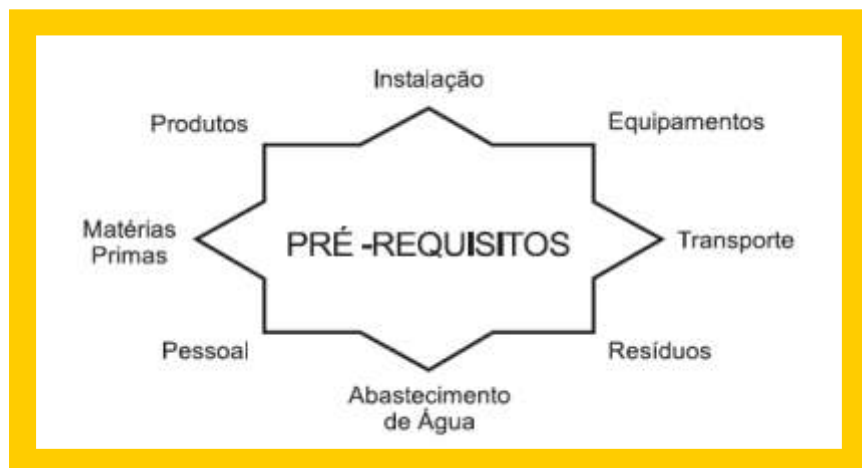 Instalação
Produtos
Equipamentos
Matérias
Primas
PRÉ -REQUISITOS
Transporte
Pessoal
Resíduos
Abastecimento
de Água